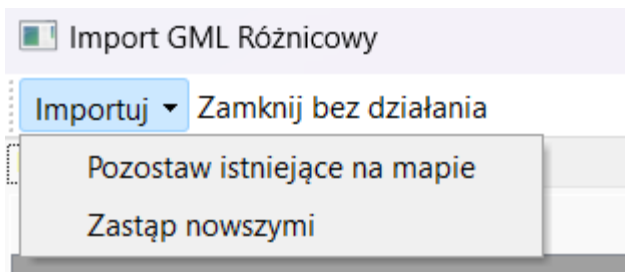 Import GML Różnicowy
Importuj Zamknij bez działania
Pozostaw istniejące na mapie
Zastąp nowszymi